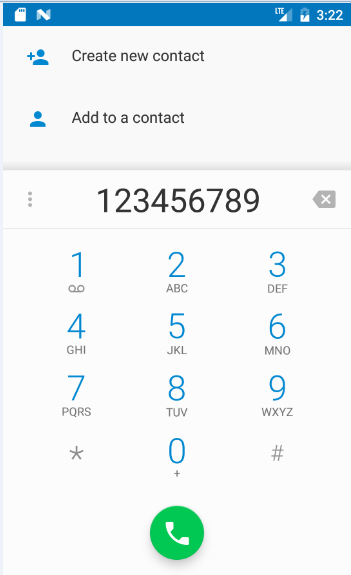 LTE 3:22
Create new contact
Add to a contact
123456789
1 2 3
ABC DEF
4 5 6
GHI JKL MNO
7 8 9
PQRS TUV WXYZ
* 0 #
+